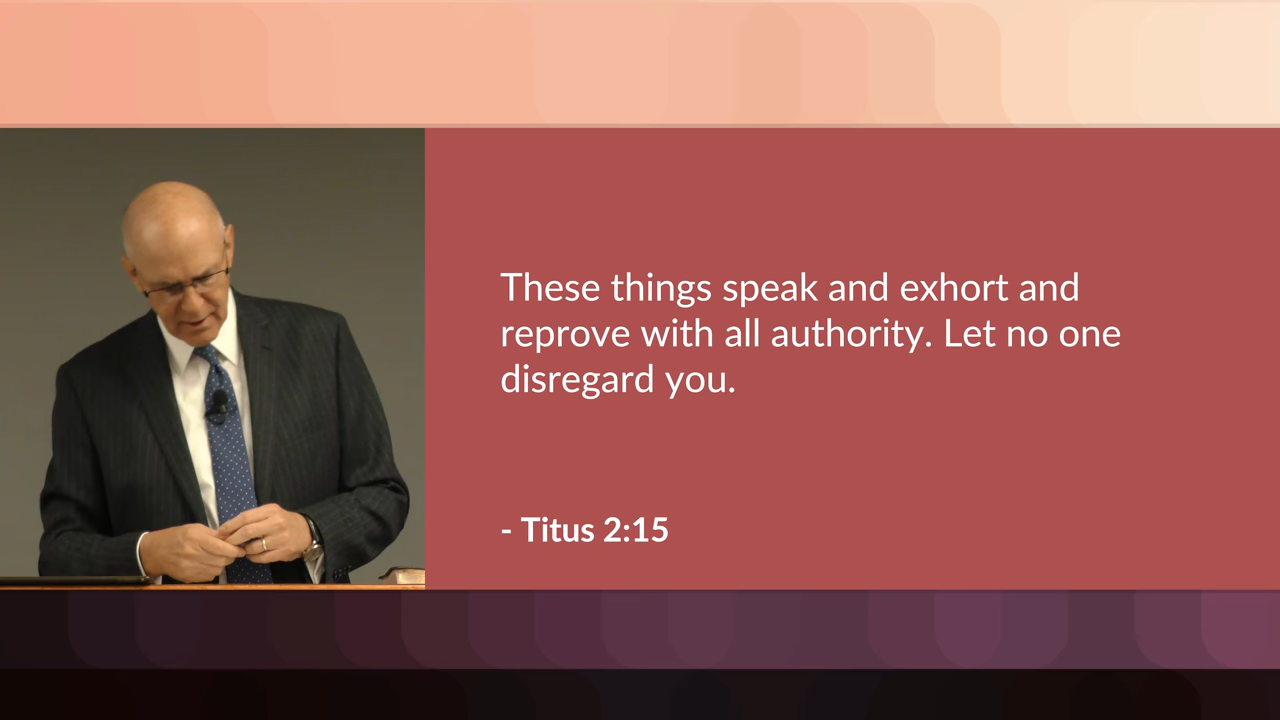 These things speak and exhort and
reprove with all authority. Let no one
disregard you.
- Titus 2:15